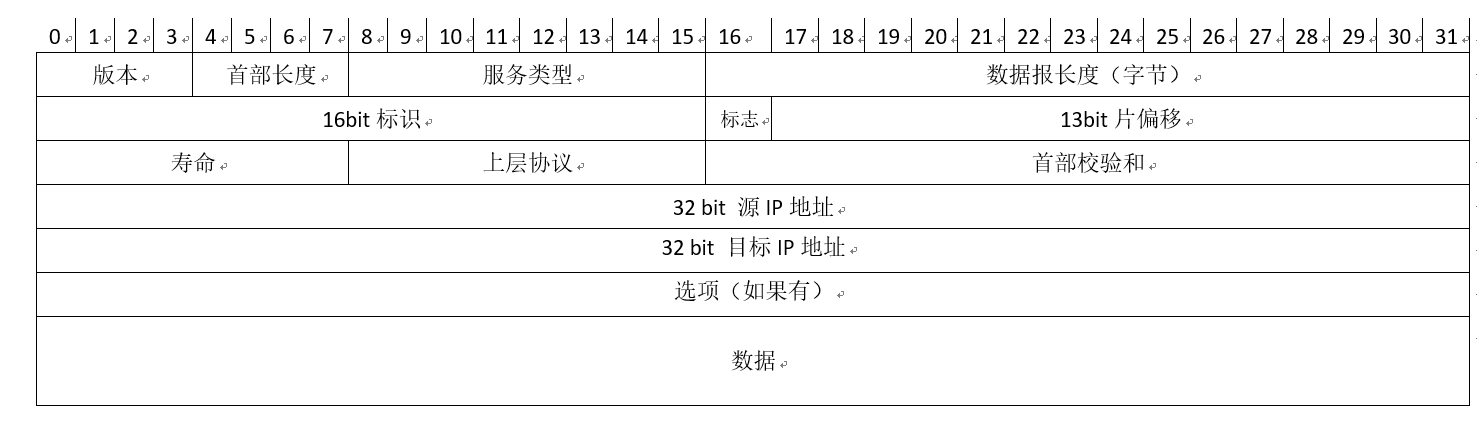 0 1 2 3 4 5 6 7 8 9 10 11 12 13 14 15 16 17 18 19 20 21 22 23 24 25 26 27 28 29 30 31
版本 首部长度 服务类型 数据报长度（字节）
16bit 标识 标志 13bit 片偏移
寿命 上层协议 首部校验和
32 bit 源 IP 地址
32 bit 目标 IP 地址
选项（如果有）
数据